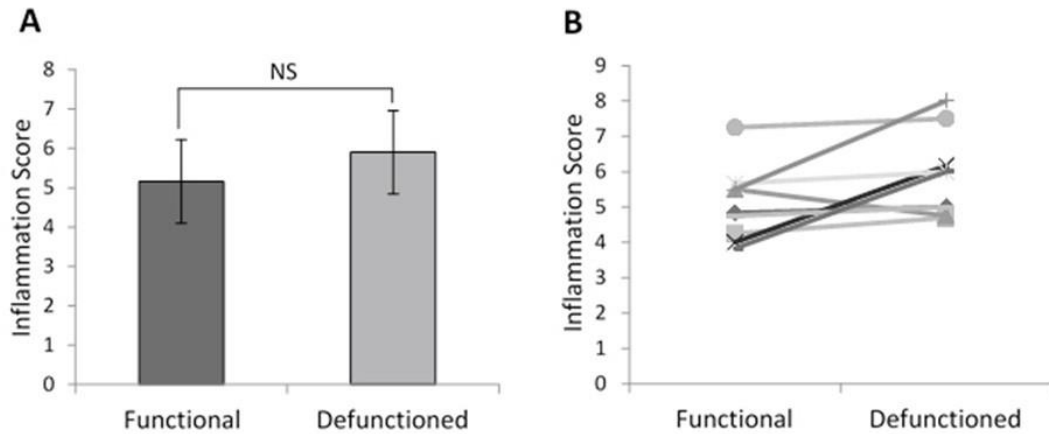 A
Inflammation Score
8
7
6
5
4
3
2
1
0
NS
Functional Defunctioned
B
Inflammation Score
9
8
7
6
5
4
3
2
1
0
Functional Defunctioned